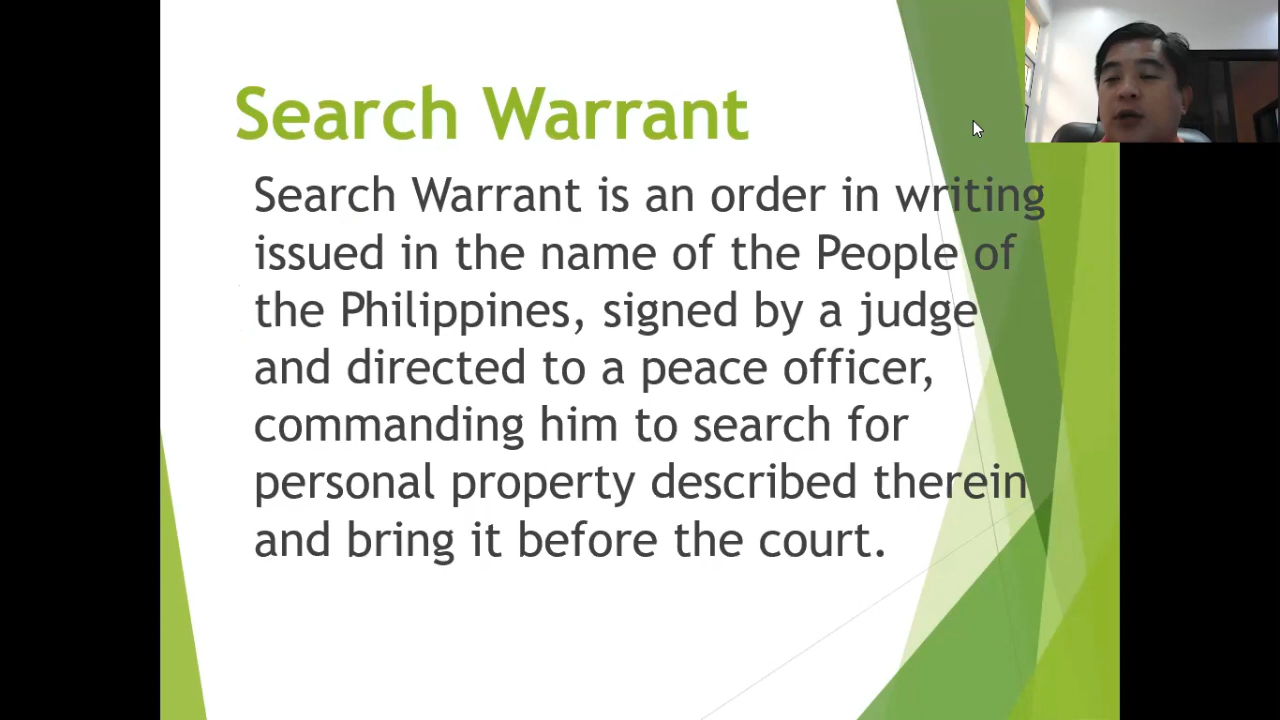 Search Warrant
Search Warrant is an order in writing
issued in the name of the People of
the Philippines, signed by a judge
and directed to a peace officer,
commanding him to search for
personal property described therein
and bring it before the court.